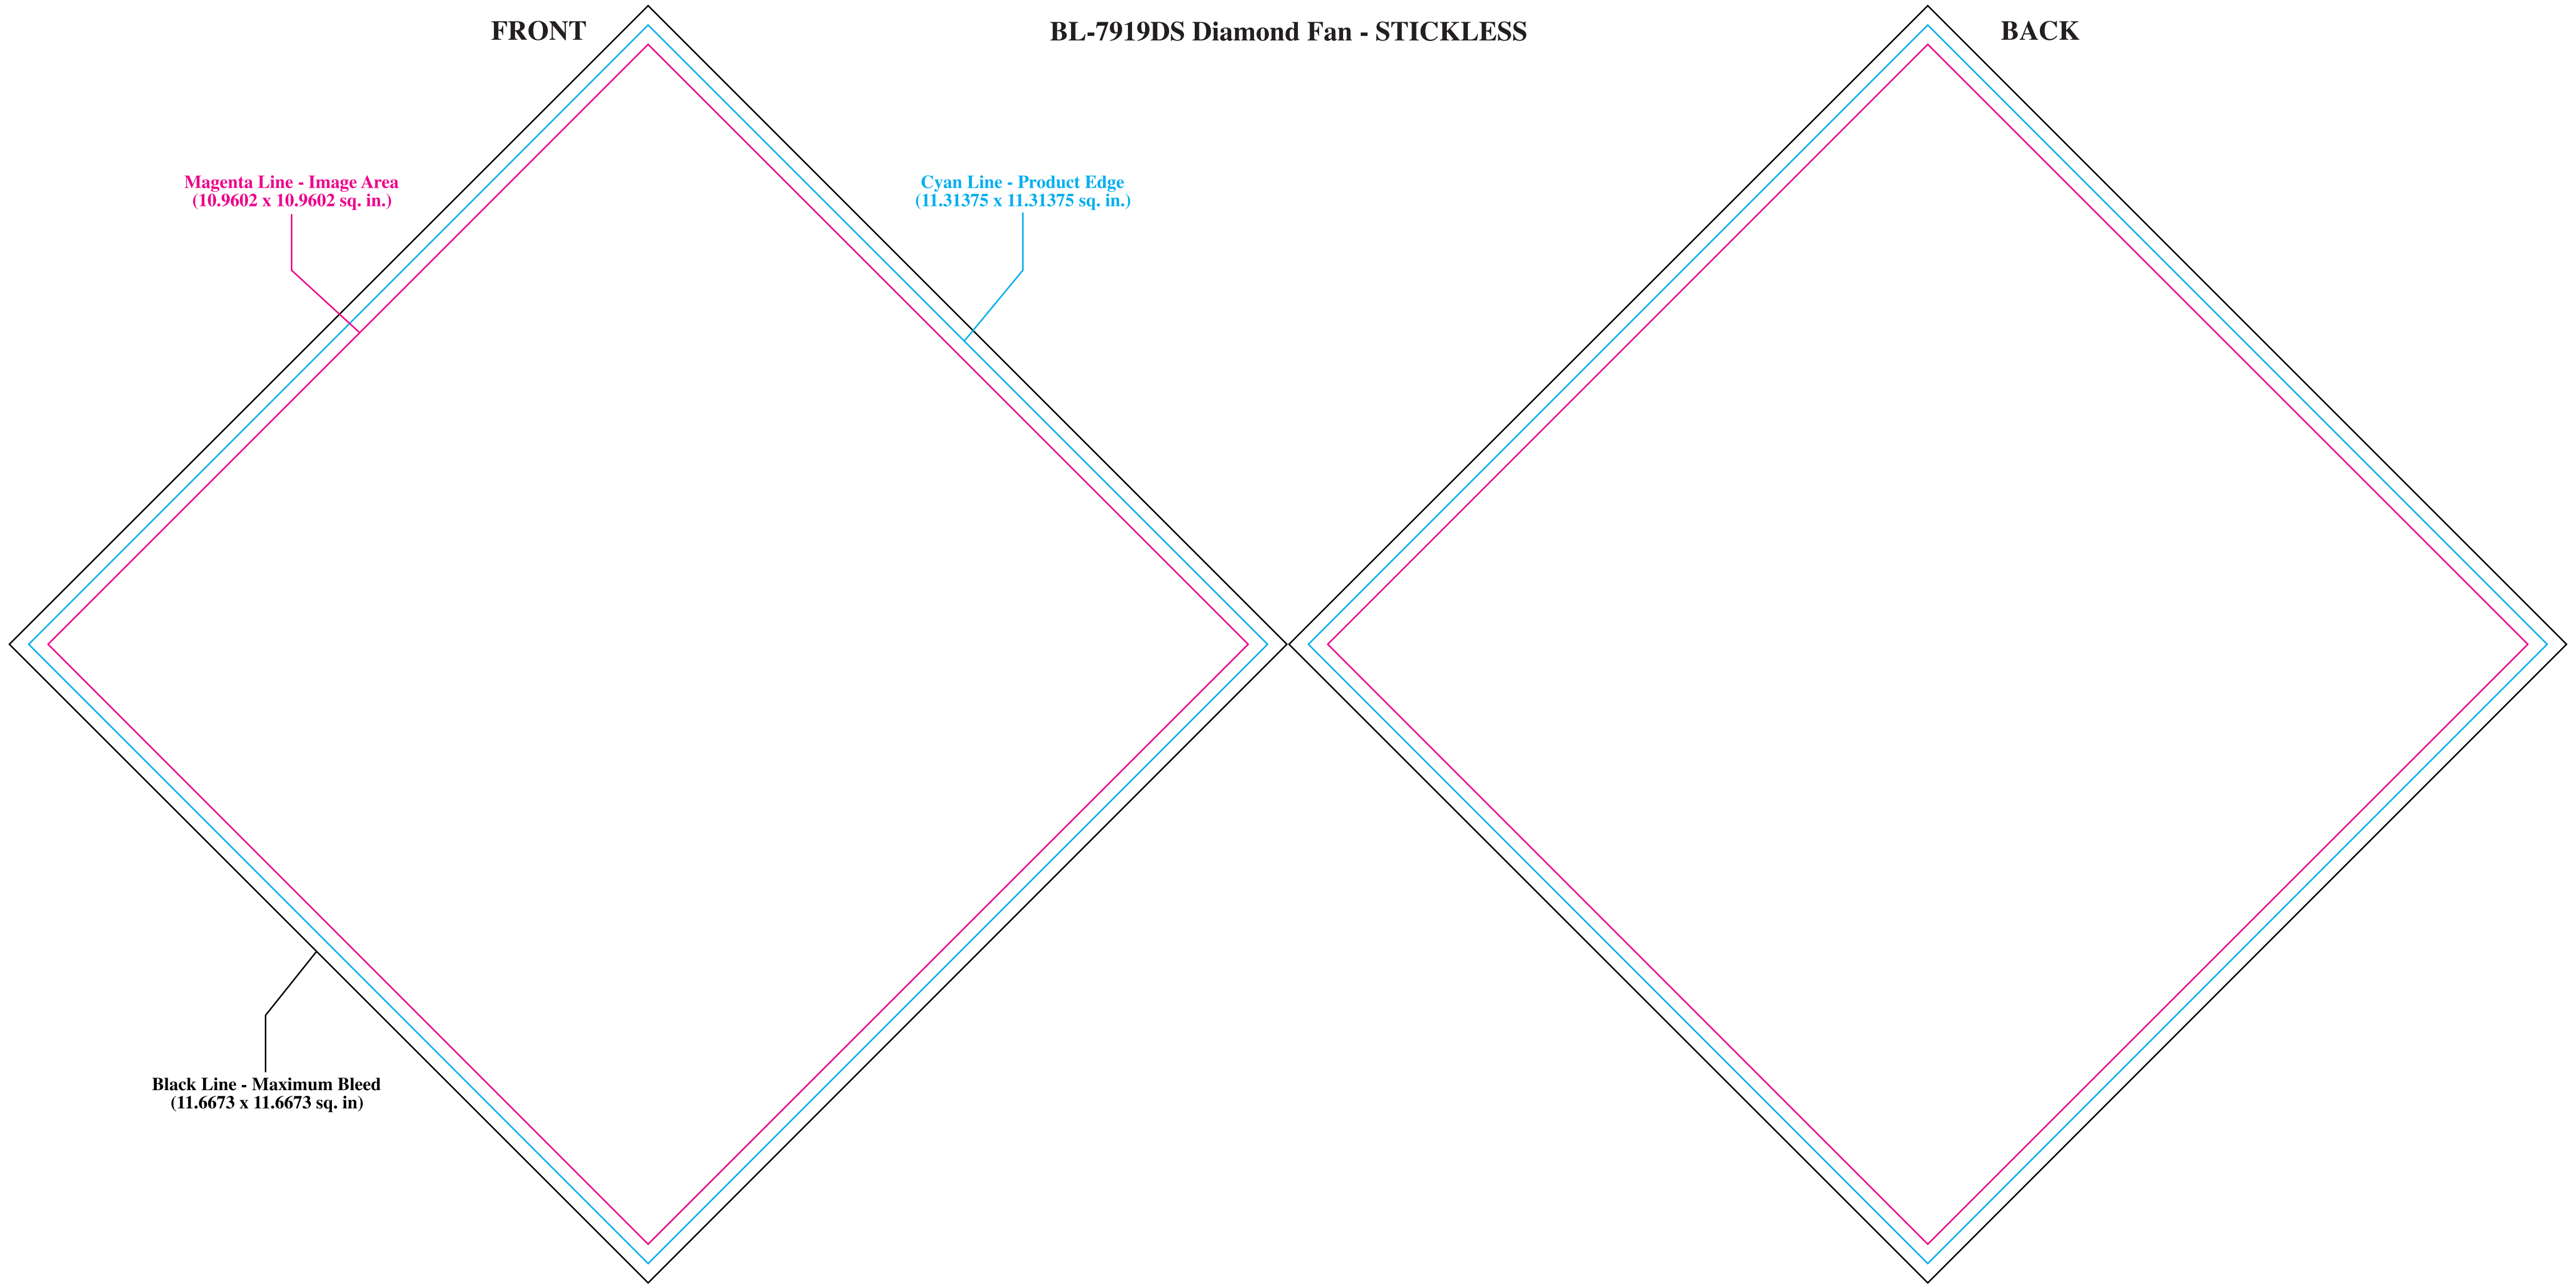 FRONT
BL-7919DS Diamond Fan - STICKLESS
BACK
Magenta Line - Image Area
(10.9602 x 10.9602 sq. in.)
Cyan Line - Product Edge
(11.31375 x 11.31375 sq. in.)
Black Line - Maximum Bleed
(11.6673 x 11.6673 sq. in)